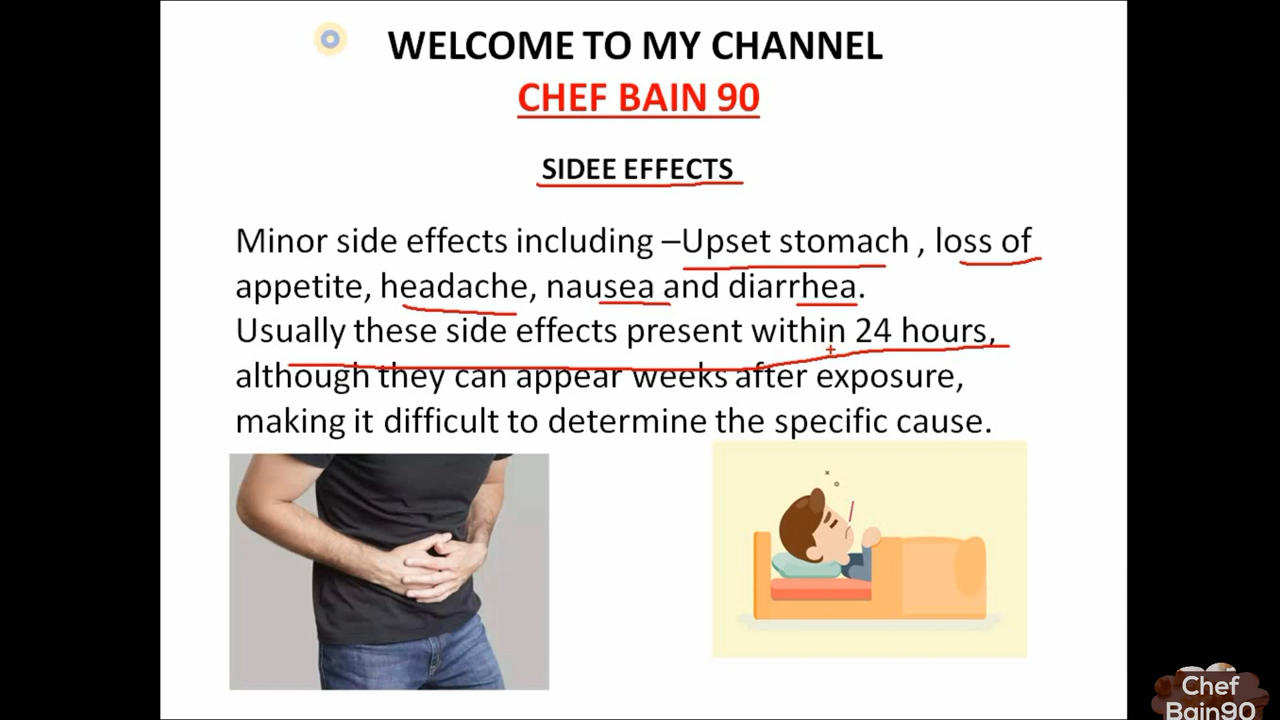 WELCOME TO MY CHANNEL
CHEF BAIN 90
SIDEE EFFECTS
Minor side effects including –Upset stomach , loss of
appetite, headache, nausea and diarrhea.
Usually these side effects present within 24 hours,
although they can appear weeks after exposure,
making it difficult to determine the specific cause.
Chef
Bain90